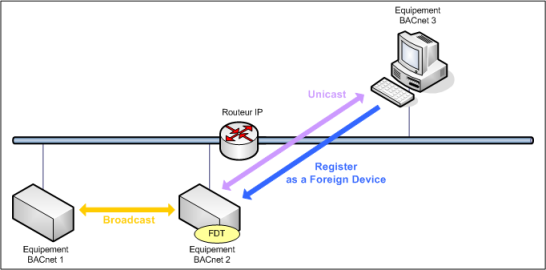 Equipement
BACnet 3
Unicast
Routeur IP
Register
as a Foreign Device
Broadcast
FDT
Equipement
BACnet 1
Equipement
BACnet 2